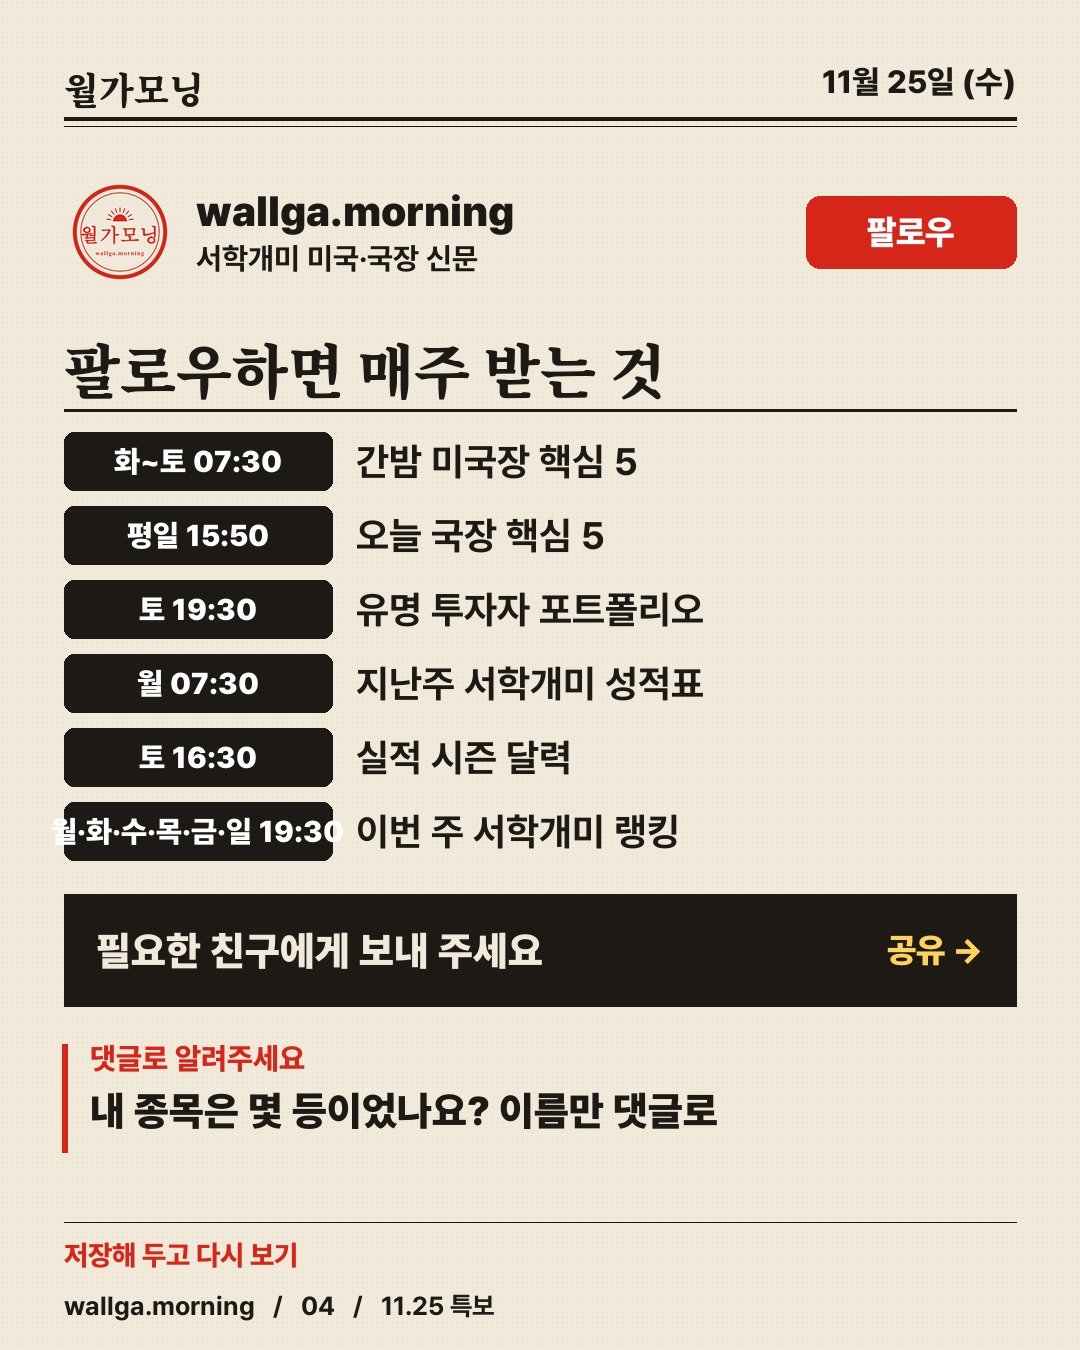 월가모닝
11월 25일 (수)
월가모닝
wallga.morning
wallga.morning
서학개미 미국·국장 신문
팔로우
팔로우하면 매주 받는 것
화~토 07:30 간밤 미국장 핵심 5
평일 15:50 오늘 국장 핵심 5
토 19:30 유명 투자자 포트폴리오
월 07:30 지난주 서학개미 성적표
토 16:30 실적 시즌 달력
월·화·수·목·금·일 19:30 이번 주 서학개미 랭킹
필요한 친구에게 보내 주세요 공유 →
댓글로 알려주세요
내 종목은 몇 등이었나요? 이름만 댓글로
저장해 두고 다시 보기
wallga.morning / 04 / 11.25 특보